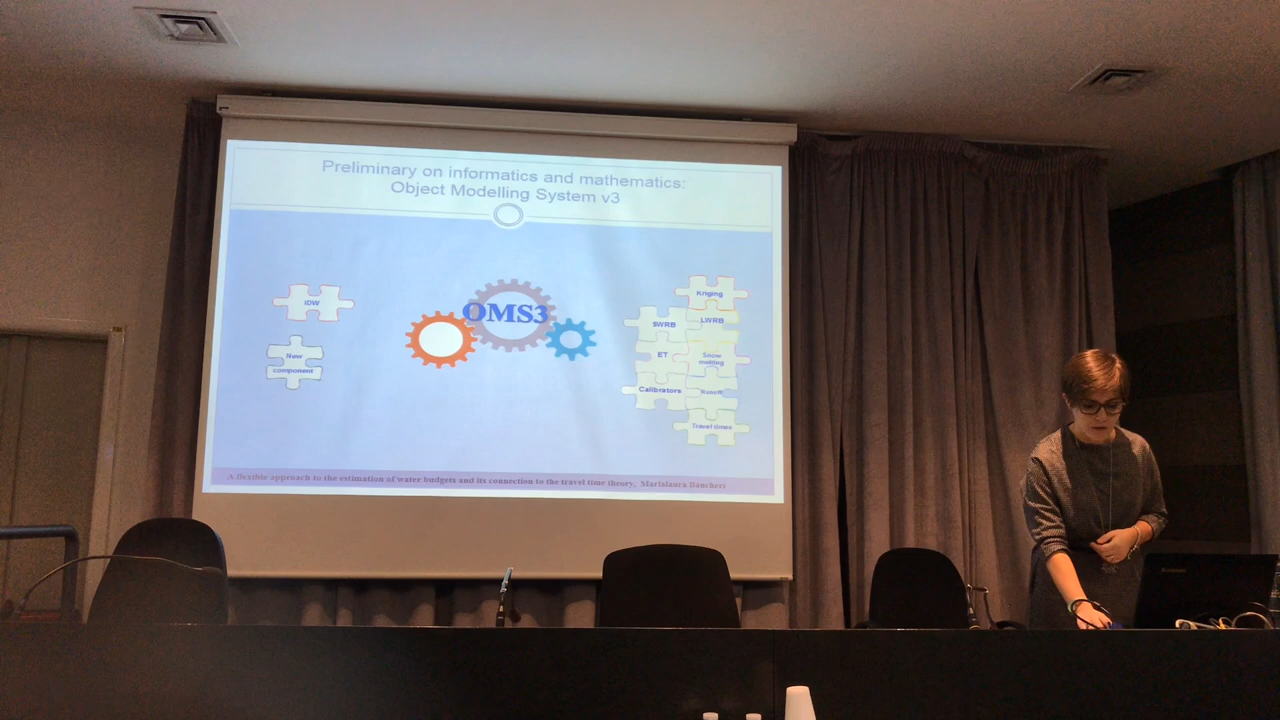 Preliminary on informatics and mathematics:
Object Modelling System v3
IDW
New
component
OMS3
Kriging
SWRB
LWRB
ET
Snow
melting
Calibrators
Runoff
Travel times
A flexible approach to the estimation of water budgets and its connection to the travel time theory, Marialaura Bancheri
Lenovo